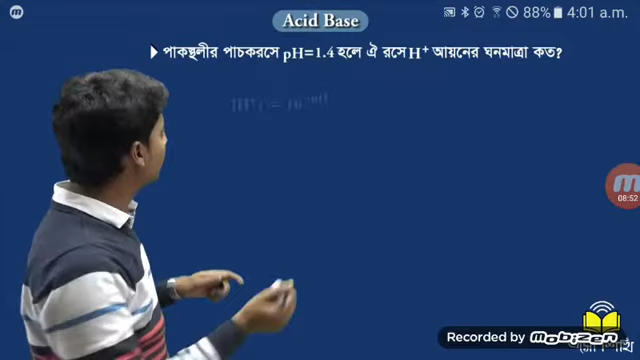 88% 4:01 a.m.
Acid Base
পাকস্থলীর পাচকরসে pH=1.4 হলে ঐ রসে H⁺ আয়নের ঘনমাত্রা কত?
08:52
Recorded by Mobizen